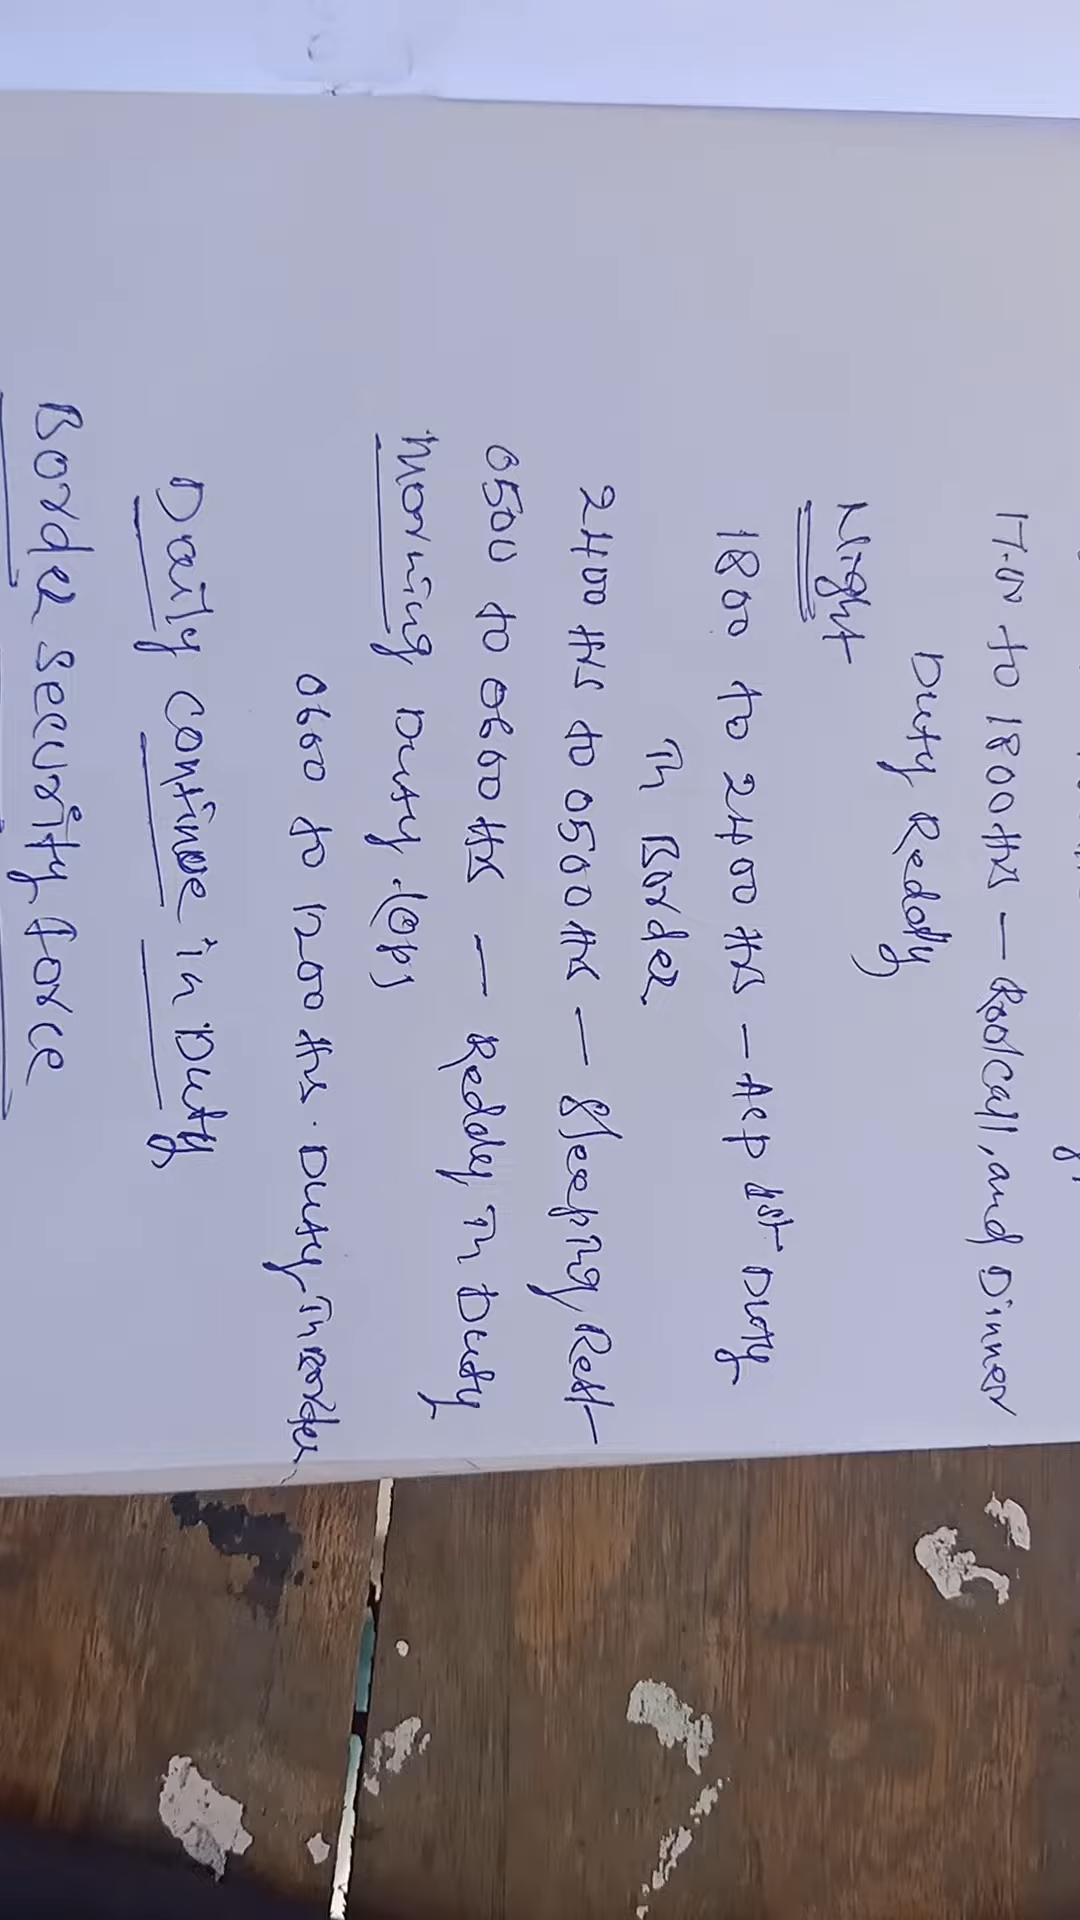 17.00 to 1800 Hrs — Rollcall, and Dinner
Duty Reddy
Night
1800 to 2400 Hrs - Acp 1st Duty
In Border
2400 Hrs to 0500 Hrs — Sleeping Rest
0500 to 0600 Hrs — Reddy In Duty
Morning Duty
0600 to 1200 Hrs. Duty In Border
Daily continue in Duty
Border Security force